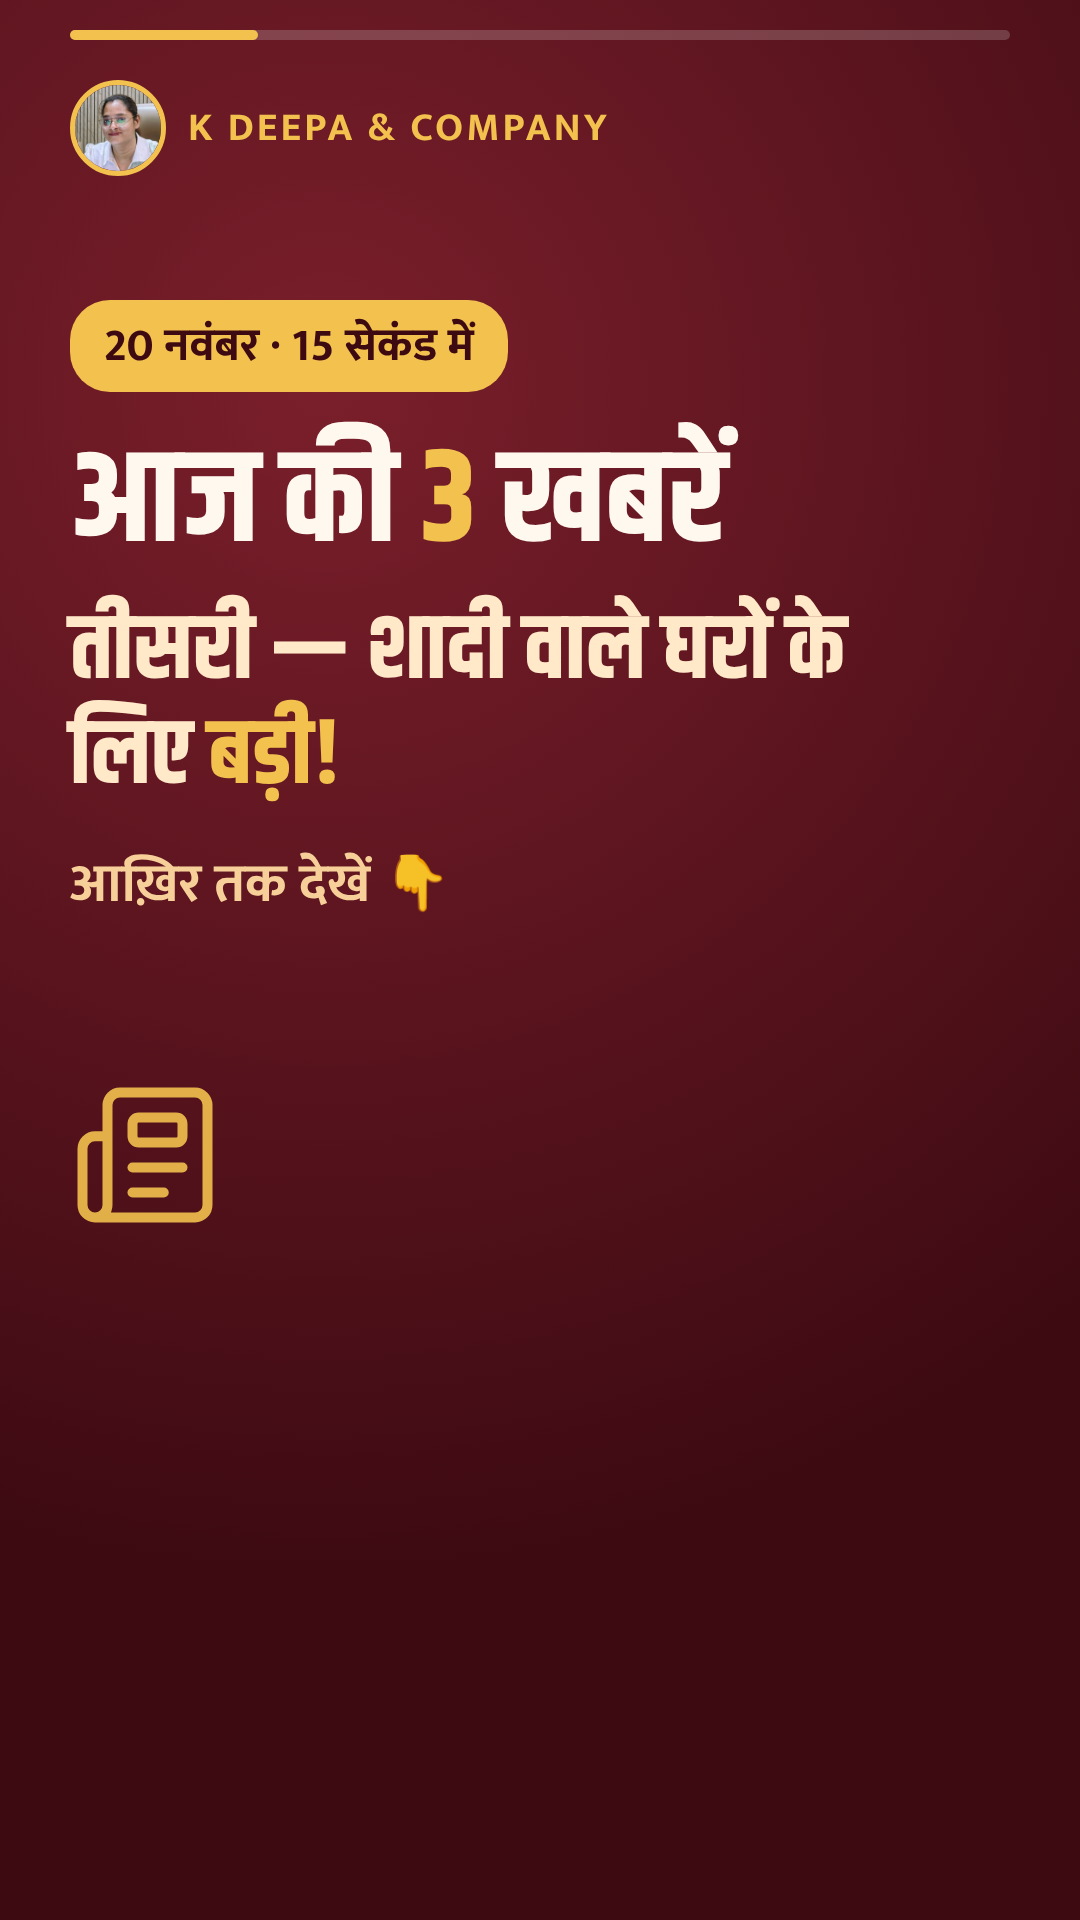 K DEEPA & COMPANY
20 नवंबर · 15 सेकंड में
आज की 3 खबरें
तीसरी — शादी वाले घरों के
लिए बड़ी!
आख़िर तक देखें 👇